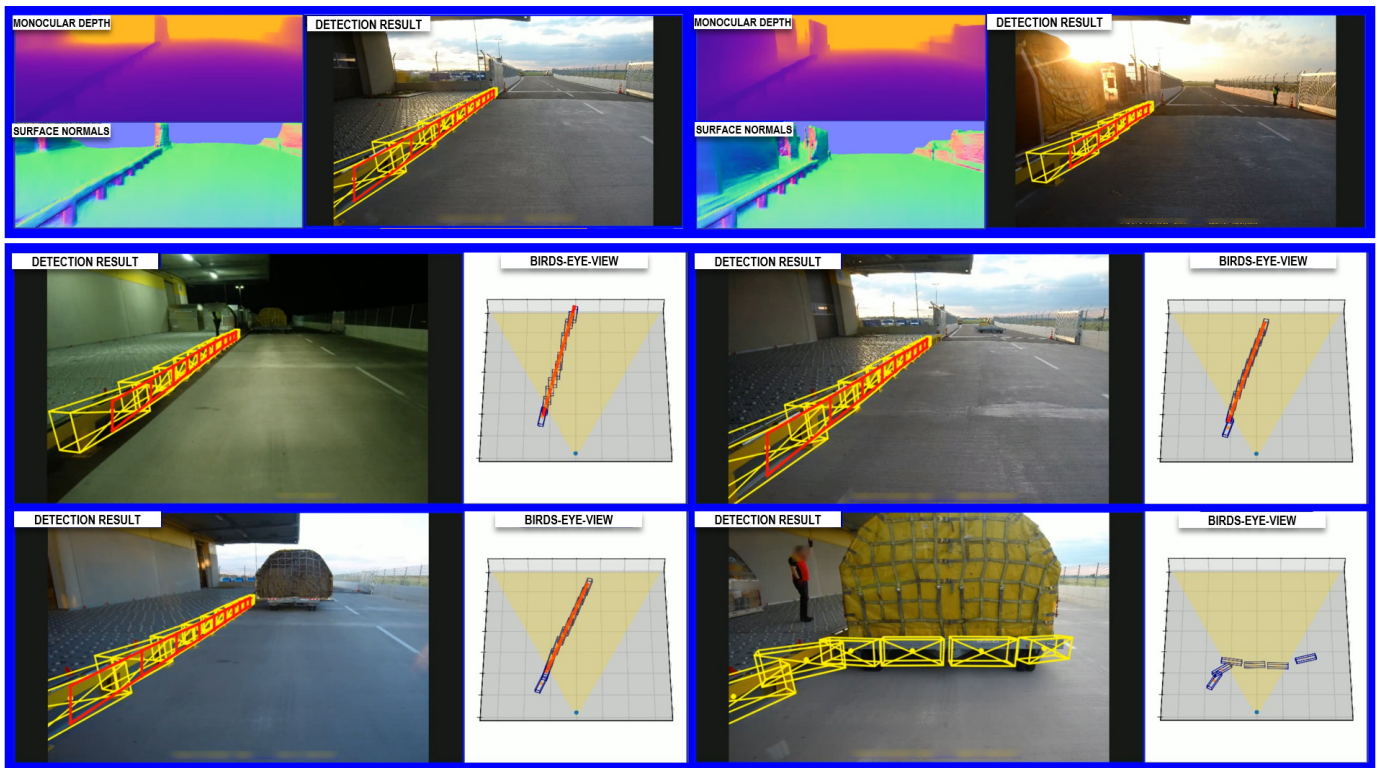 MONOCULAR DEPTH
DETECTION RESULT
MONOCULAR DEPTH
DETECTION RESULT
SURFACE NORMALS
SURFACE NORMALS
DETECTION RESULT
BIRDS-EYE-VIEW
DETECTION RESULT
BIRDS-EYE-VIEW
DETECTION RESULT
BIRDS-EYE-VIEW
DETECTION RESULT
BIRDS-EYE-VIEW